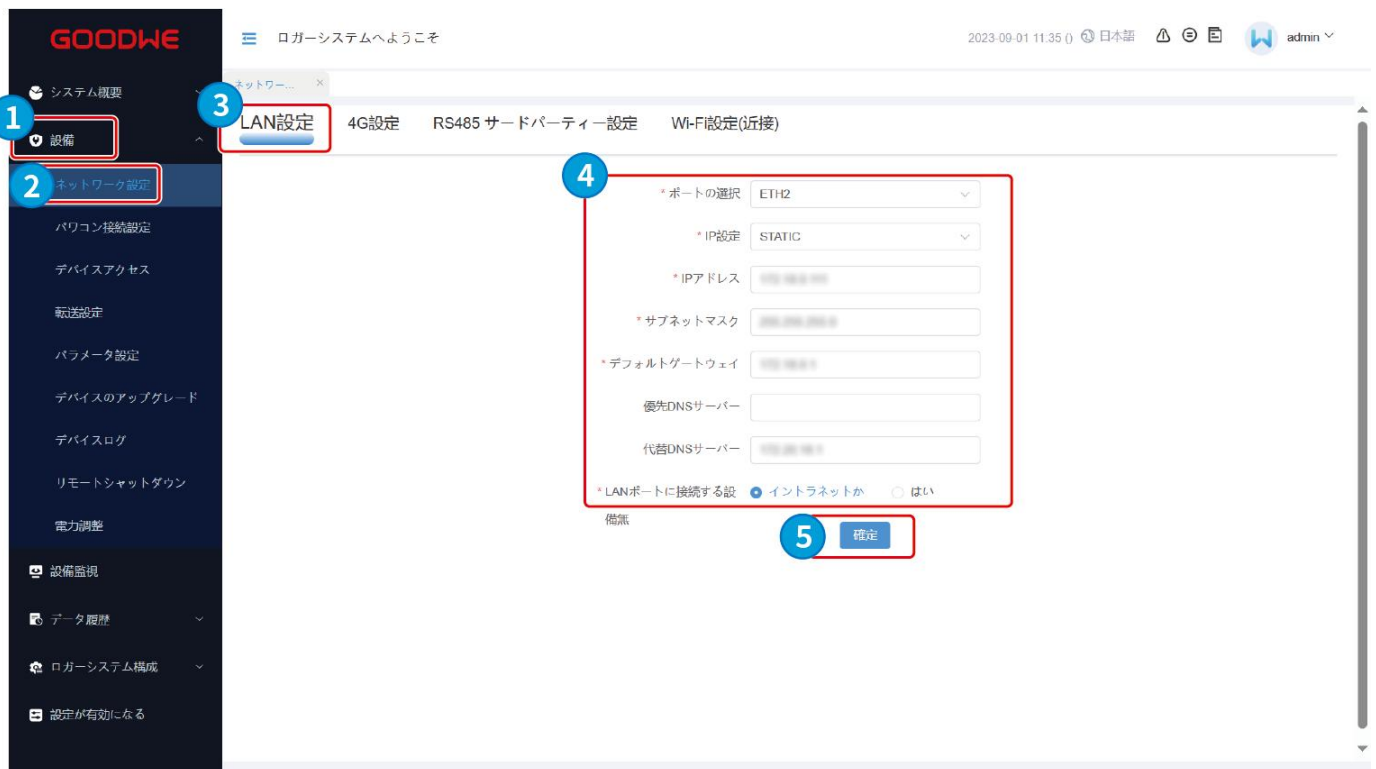 GOODWE
ロガーシステムへようこそ
2023-09-01 11:35 () 日本語
admin
システム概要
ネットワー... ×
1
設備
2
ネットワーク設定
パワコン接続設定
デバイスアクセス
転送設定
パラメータ設定
デバイスのアップグレード
デバイスログ
リモートシャットダウン
電力調整
設備監視
データ履歴
ロガーシステム構成
設定が有効になる
3
LAN設定 4G設定 RS485 サードパーティー設定 Wi-Fi設定(近接)
4
* ポートの選択 ETH2
* IP設定 STATIC
* IPアドレス
* サブネットマスク
* デフォルトゲートウェイ
優先DNSサーバー
代替DNSサーバー
* LANポートに接続する設 イントラネットか はい
備無
5
確定